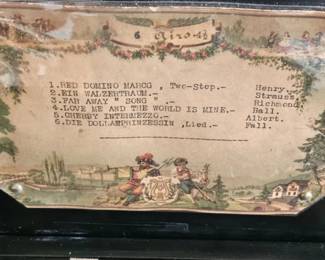 6 Airs
1.RED DOMINO MARCG , Two-Step.- Henry.
2.EIN WALZERTRAUM.- Strauss.
3.FAR AWAY " SONG ".- Richmond.
4.LOVE ME AND THE WORLD IS MINE.- Ball.
5.CHERRY INTERMEZZO.- Albert.
6.DIE DOLLARPRINZESSIN ,Lied.- Fall.